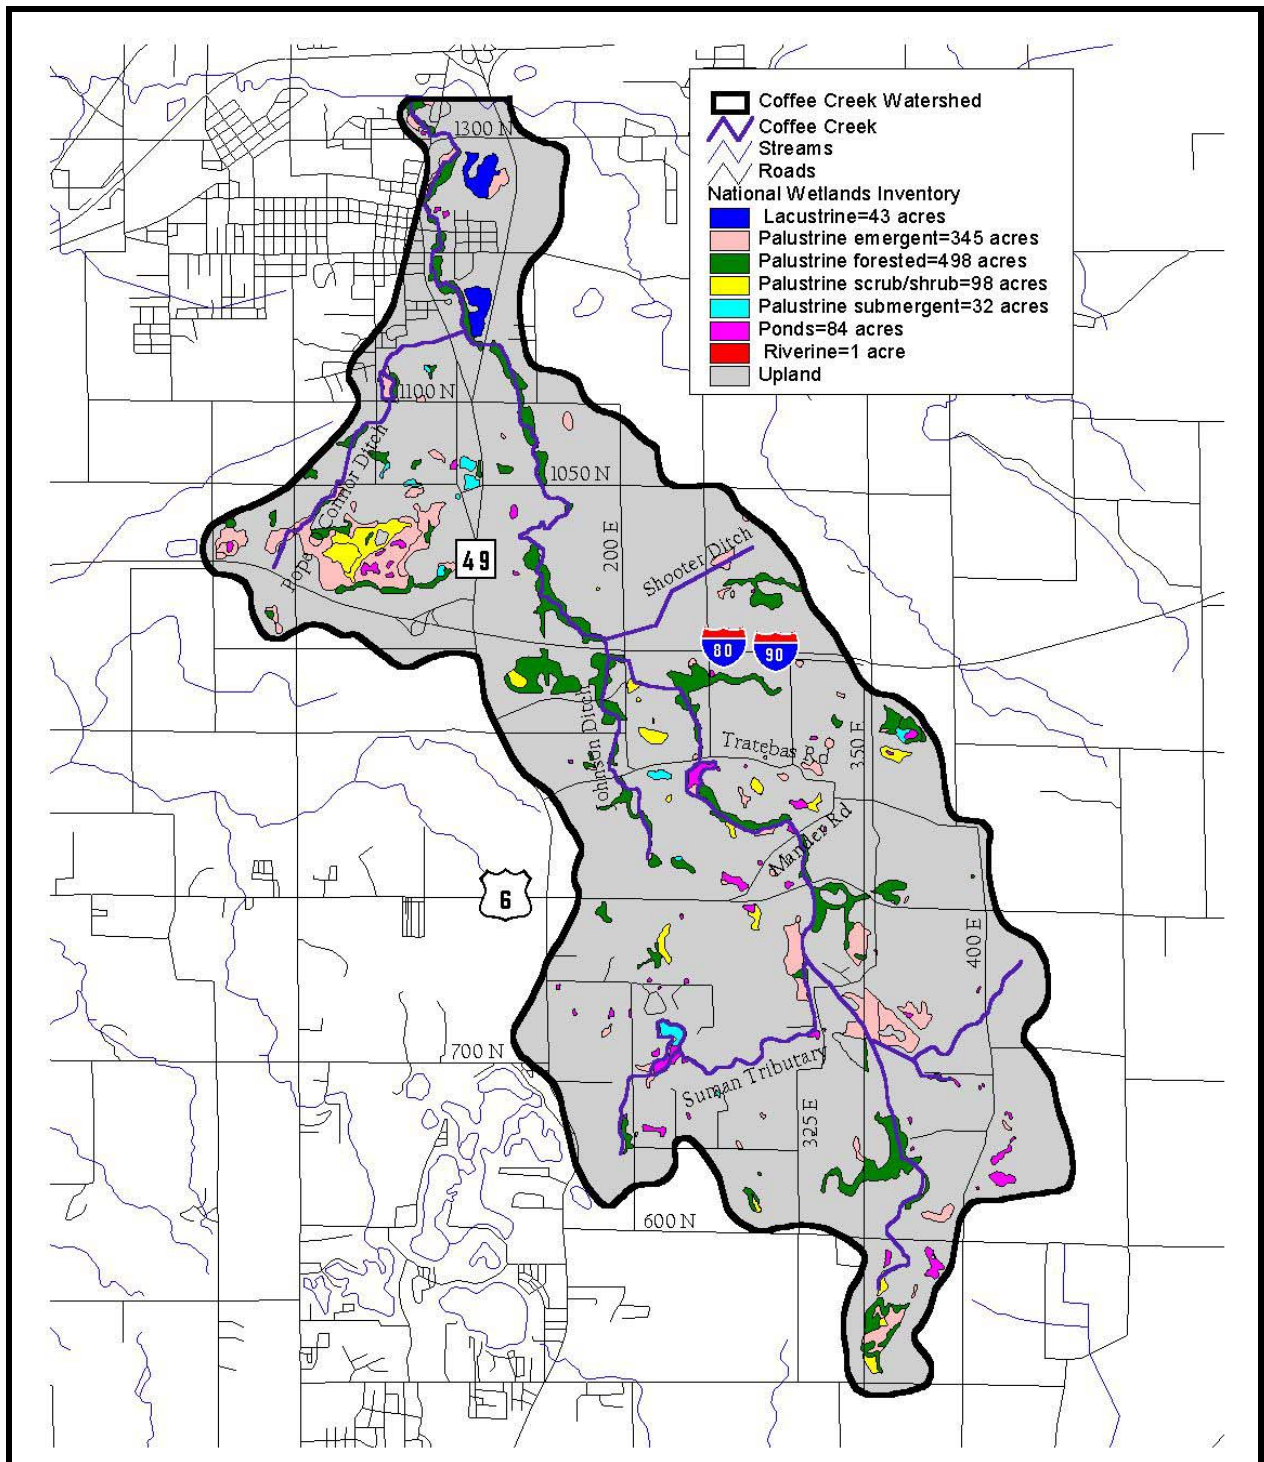 Coffee Creek Watershed
Coffee Creek
Streams
Roads
National Wetlands Inventory
Lacustrine=43 acres
Palustrine emergent=345 acres
Palustrine forested=498 acres
Palustrine scrub/shrub=98 acres
Palustrine submergent=32 acres
Ponds=84 acres
Riverine=1 acre
Upland
1300 N
1100 N
1050 N
Pope Connor Ditch
49
200 E
Shooter Ditch
80
90
Johnson Ditch
Tratebas Rd
350 E
Mander Rd
6
400 E
700 N
Suman Tributary
325 E
600 N